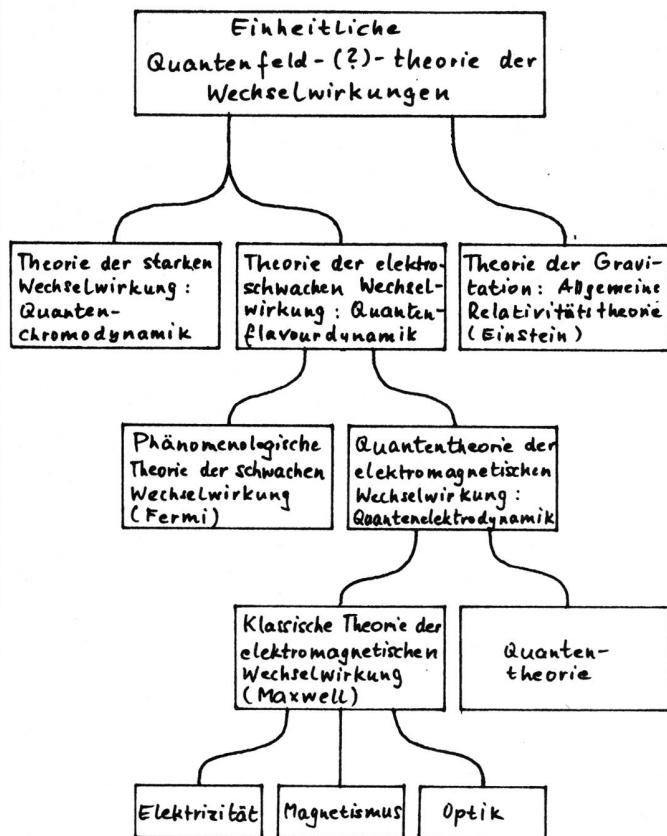 Einheitliche
Quantenfeld-(?)-theorie der
Wechselwirkungen
Theorie der starken
Wechselwirkung:
Quanten-
chromodynamik
Theorie der elektro-
schwachen Wechsel-
wirkung: Quanten-
flavourdynamik
Theorie der Gravi-
tation: Allgemeine
Relativitätstheorie
(Einstein)
Phänomenologische
Theorie der schwachen
Wechselwirkung
(Fermi)
Quantentheorie der
elektromagnetischen
Wechselwirkung:
Quantenelektrodynamik
Klassische Theorie der
elektromagnetischen
Wechselwirkung
(Maxwell)
Quanten-
theorie
Elektrizität
Magnetismus
Optik